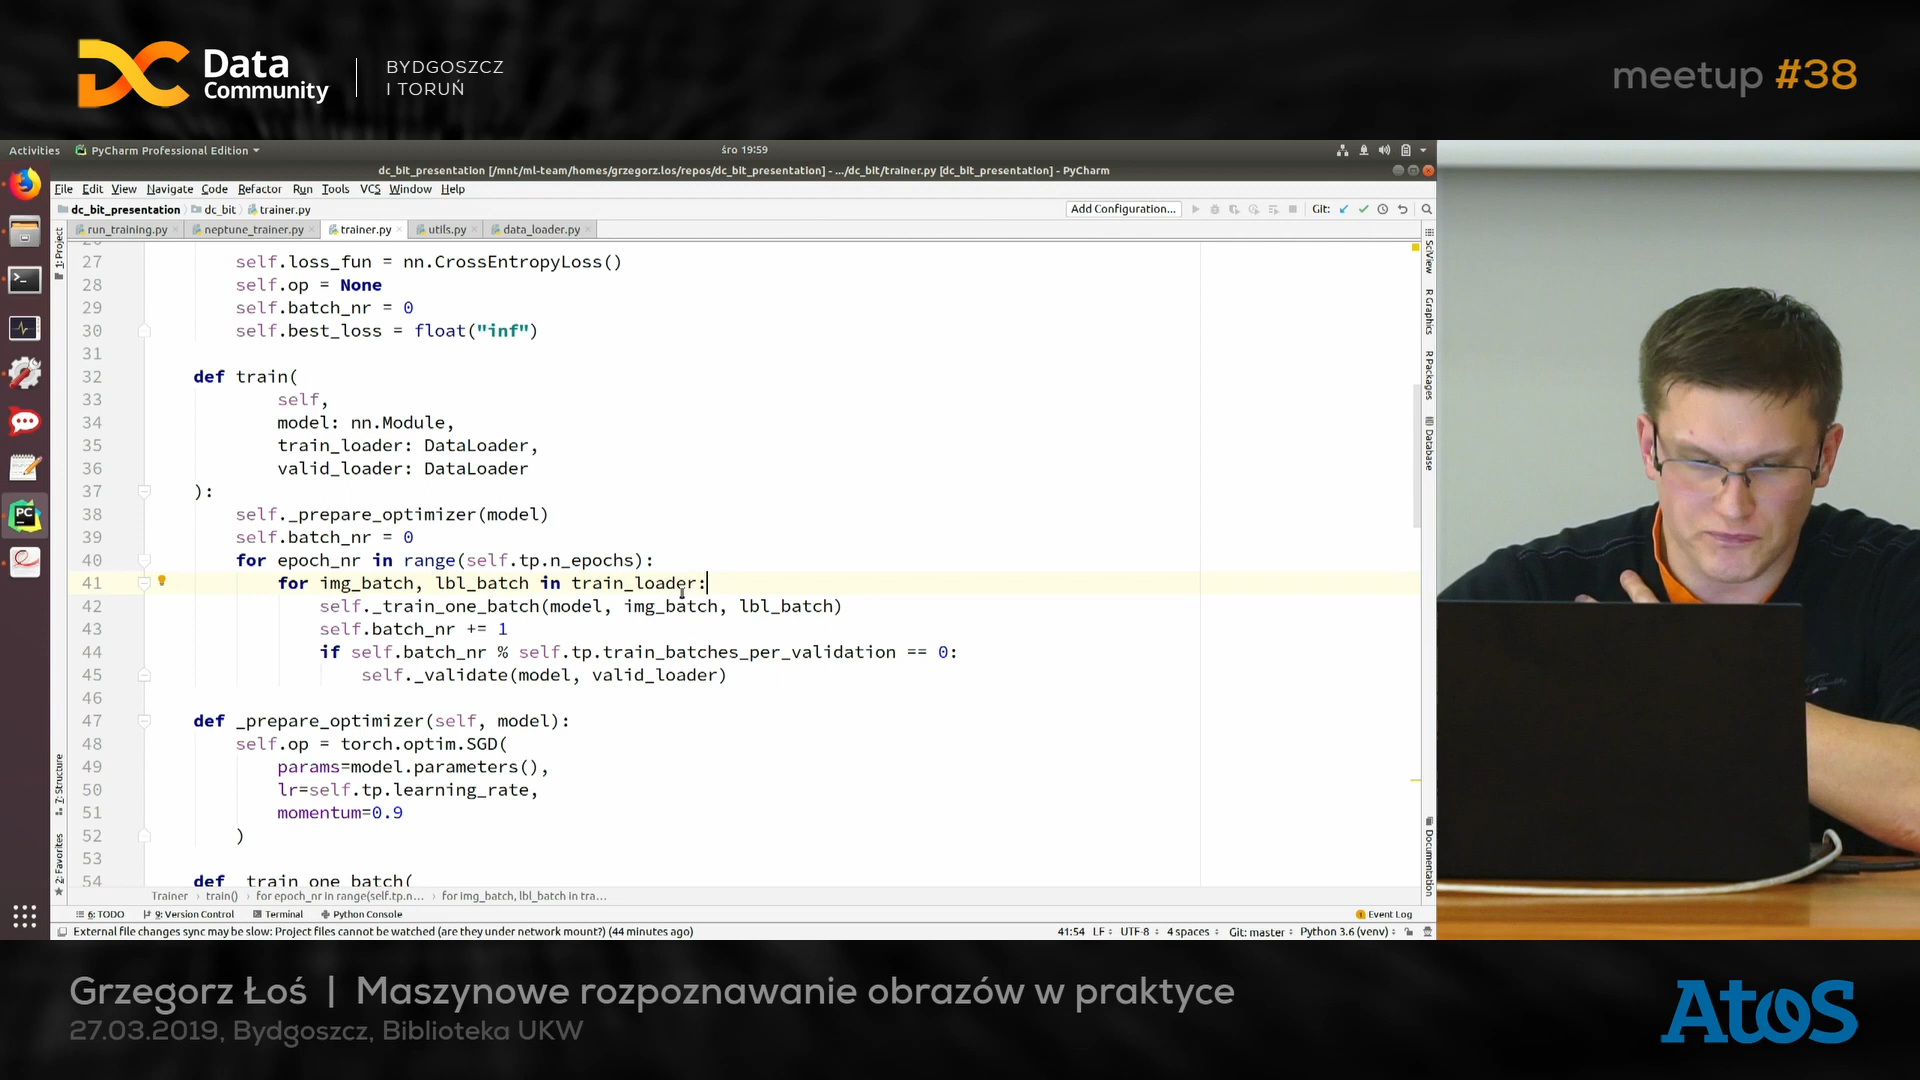 Data
Community
BYDGOSZCZ
I TORUŃ
meetup #38
Activities
PyCharm Professional Edition
śro 19:59
dc_bit_presentation [/mnt/ml-team/homes/grzegorz.los/repos/dc_bit_presentation] - .../dc_bit/trainer.py [dc_bit_presentation] - PyCharm
File Edit View Navigate Code Refactor Run Tools VCS Window Help
dc_bit_presentation dc_bit trainer.py
Add Configuration...
Git:
run_training.py neptune_trainer.py trainer.py utils.py data_loader.py
27 self.loss_fun = nn.CrossEntropyLoss()
28 self.op = None
29 self.batch_nr = 0
30 self.best_loss = float("inf")
31
32 def train(
33 self,
34 model: nn.Module,
35 train_loader: DataLoader,
36 valid_loader: DataLoader
37 ):
38 self._prepare_optimizer(model)
39 self.batch_nr = 0
40 for epoch_nr in range(self.tp.n_epochs):
41 for img_batch, lbl_batch in train_loader:
42 self._train_one_batch(model, img_batch, lbl_batch)
43 self.batch_nr += 1
44 if self.batch_nr % self.tp.train_batches_per_validation == 0:
45 self._validate(model, valid_loader)
46
47 def _prepare_optimizer(self, model):
48 self.op = torch.optim.SGD(
49 params=model.parameters(),
50 lr=self.tp.learning_rate,
51 momentum=0.9
52 )
53
54 def _train_one_batch(
1: Project
7: Structure
2: Favorites
SciView
R Graphics
R Packages
Database
Documentation
Trainer train() for epoch_nr in range(self.tp.n... for img_batch, lbl_batch in tra...
6: TODO 9: Version Control Terminal Python Console
Event Log
External file changes sync may be slow: Project files cannot be watched (are they under network mount?) (44 minutes ago)
41:54 LF UTF-8 4 spaces Git: master Python 3.6 (venv)
PC
Grzegorz Łoś | Maszynowe rozpoznawanie obrazów w praktyce
27.03.2019, Bydgoszcz, Biblioteka UKW
Atos